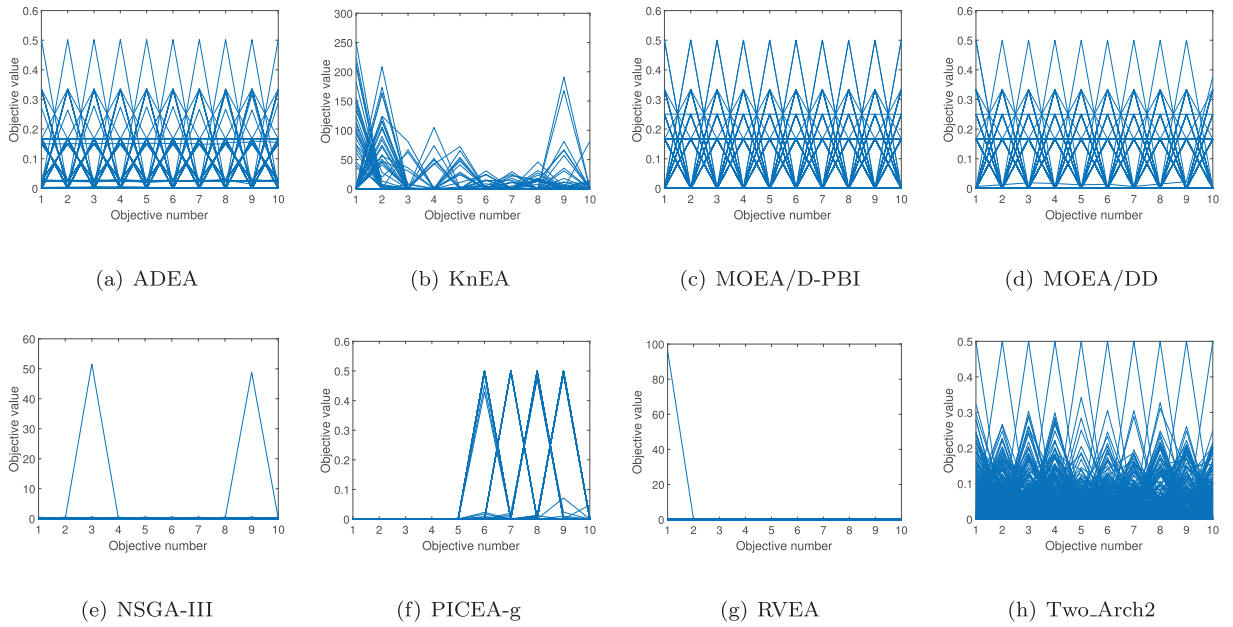 0.6
0.5
0.4
0.3
0.2
0.1
0
Objective value
1 2 3 4 5 6 7 8 9 10
Objective number
(a) ADEA
300
250
200
150
100
50
0
Objective value
1 2 3 4 5 6 7 8 9 10
Objective number
(b) KnEA
0.6
0.5
0.4
0.3
0.2
0.1
0
Objective value
1 2 3 4 5 6 7 8 9 10
Objective number
(c) MOEA/D-PBI
0.6
0.5
0.4
0.3
0.2
0.1
0
Objective value
1 2 3 4 5 6 7 8 9 10
Objective number
(d) MOEA/DD
60
50
40
30
20
10
0
Objective value
1 2 3 4 5 6 7 8 9 10
Objective number
(e) NSGA-III
0.6
0.5
0.4
0.3
0.2
0.1
0
Objective value
1 2 3 4 5 6 7 8 9 10
Objective number
(f) PICEA-g
100
80
60
40
20
0
Objective value
1 2 3 4 5 6 7 8 9 10
Objective number
(g) RVEA
0.5
0.4
0.3
0.2
0.1
0
Objective value
1 2 3 4 5 6 7 8 9 10
Objective number
(h) Two_Arch2